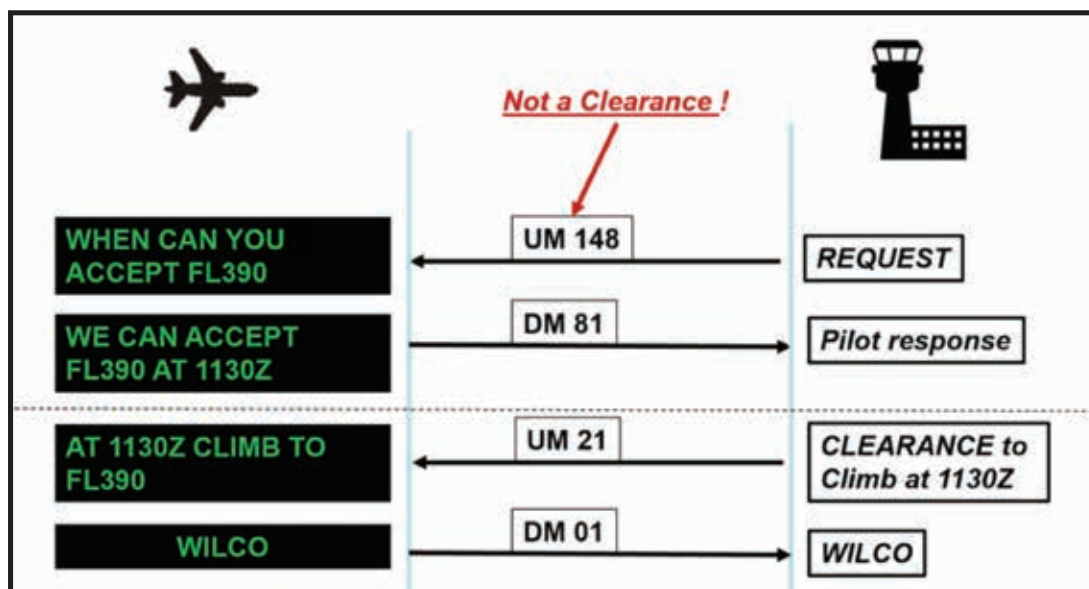 Not a Clearance !
WHEN CAN YOU
ACCEPT FL390
UM 148
REQUEST
WE CAN ACCEPT
FL390 AT 1130Z
DM 81
Pilot response
AT 1130Z CLIMB TO
FL390
UM 21
CLEARANCE to
Climb at 1130Z
WILCO
DM 01
WILCO